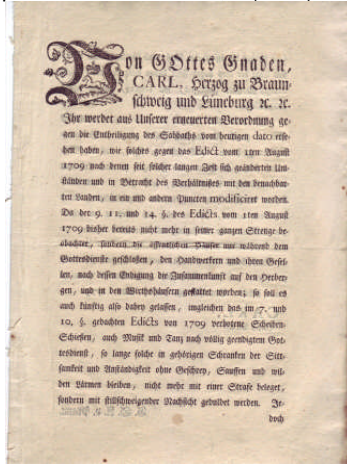 Von GOttes Gnaden,
CARL, Herzog zu Braun-
schweig und Lüneburg ꝛc. ꝛc.
Ihr werdet aus Unserer erneuerten Verordnung ge-
gen die Entheiligung des Sabbaths vom heutigen dato erse-
hen haben, wie solches gegen das Edict vom 1ten August
1709 nach denen seit solcher langen Zeit sich geänderten Um-
ständen und in Betracht des Verhältnisses mit den benachbar-
ten Landen, in ein und andern Puncten modificiret worden.
Da der 9. 11. und 14. §. des Edicts vom 1ten August
1709 bisher bereits nicht mehr in seiner ganzen Strenge be-
obachtet, sondern die öffentlichen Häuser nur während dem
Gottesdienste geschlossen, den Handwerkern und ihren Gesel-
len, nach dessen Endigung die Zusammenkunft auf den Herber-
gen, und in den Wirthshäusern gestattet worden; so soll es
auch künftig also dabey gelassen, imgleichen das im 7. und
10. §. gedachten Edicts von 1709 verbotene Scheiben-
Schiessen, auch Musik und Tanz nach völlig geendigtem Got-
tesdienst, so lange solche in gehörigen Schranken der Sitt-
samkeit und Anständigkeit ohne Geschrey, Sauffen und wil-
den Lärmen bleiben, nicht mehr mit einer Strafe beleget,
sondern mit stillschweigender Nachsicht geduldet werden. Je-
doch